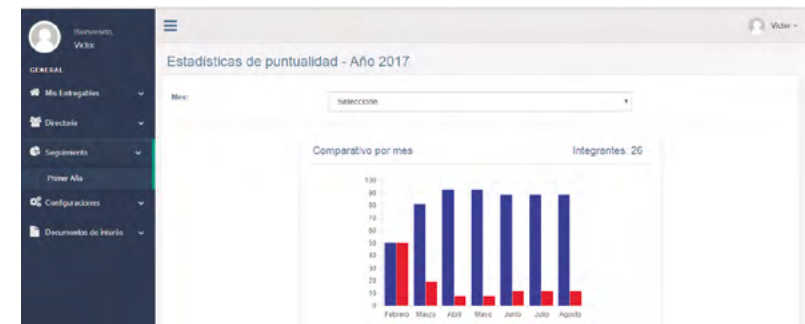 Bienvenido,
Victor
GENERAL
Mis Entregables
Directorio
Seguimiento
Primer Año
Configuraciones
Documentos de interés
Victor
Estadísticas de puntualidad - Año 2017
Mes:
Seleccione
Comparativo por mes
Integrantes: 26
100
90
80
70
60
50
40
30
20
10
0
Febrero Marzo Abril Mayo Junio Julio Agosto